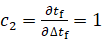 c₂ = ∂t_f / ∂Δt_f = 1